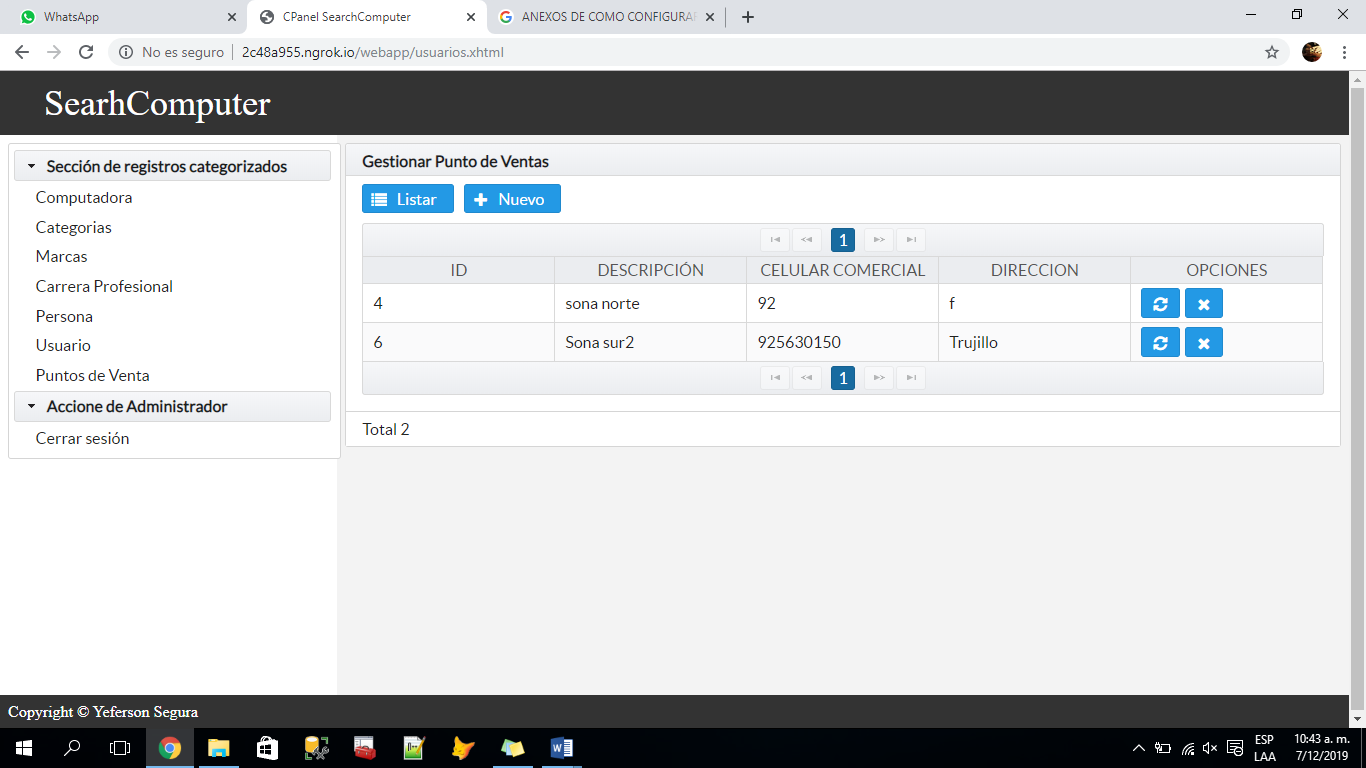 WhatsApp
CPanel SearchComputer
ANEXOS DE COMO CONFIGURAR
No es seguro
2c48a955.ngrok.io/webapp/usuarios.xhtml
SearhComputer
Sección de registros categorizados
Computadora
Categorias
Marcas
Carrera Profesional
Persona
Usuario
Puntos de Venta
Accione de Administrador
Cerrar sesión
Gestionar Punto de Ventas
Listar Nuevo
1
ID DESCRIPCIÓN CELULAR COMERCIAL DIRECCION OPCIONES
4 sona norte 92 f
6 Sona sur2 925630150 Trujillo
1
Total 2
Copyright © Yeferson Segura
ESP 10:43 a. m.
LAA 7/12/2019